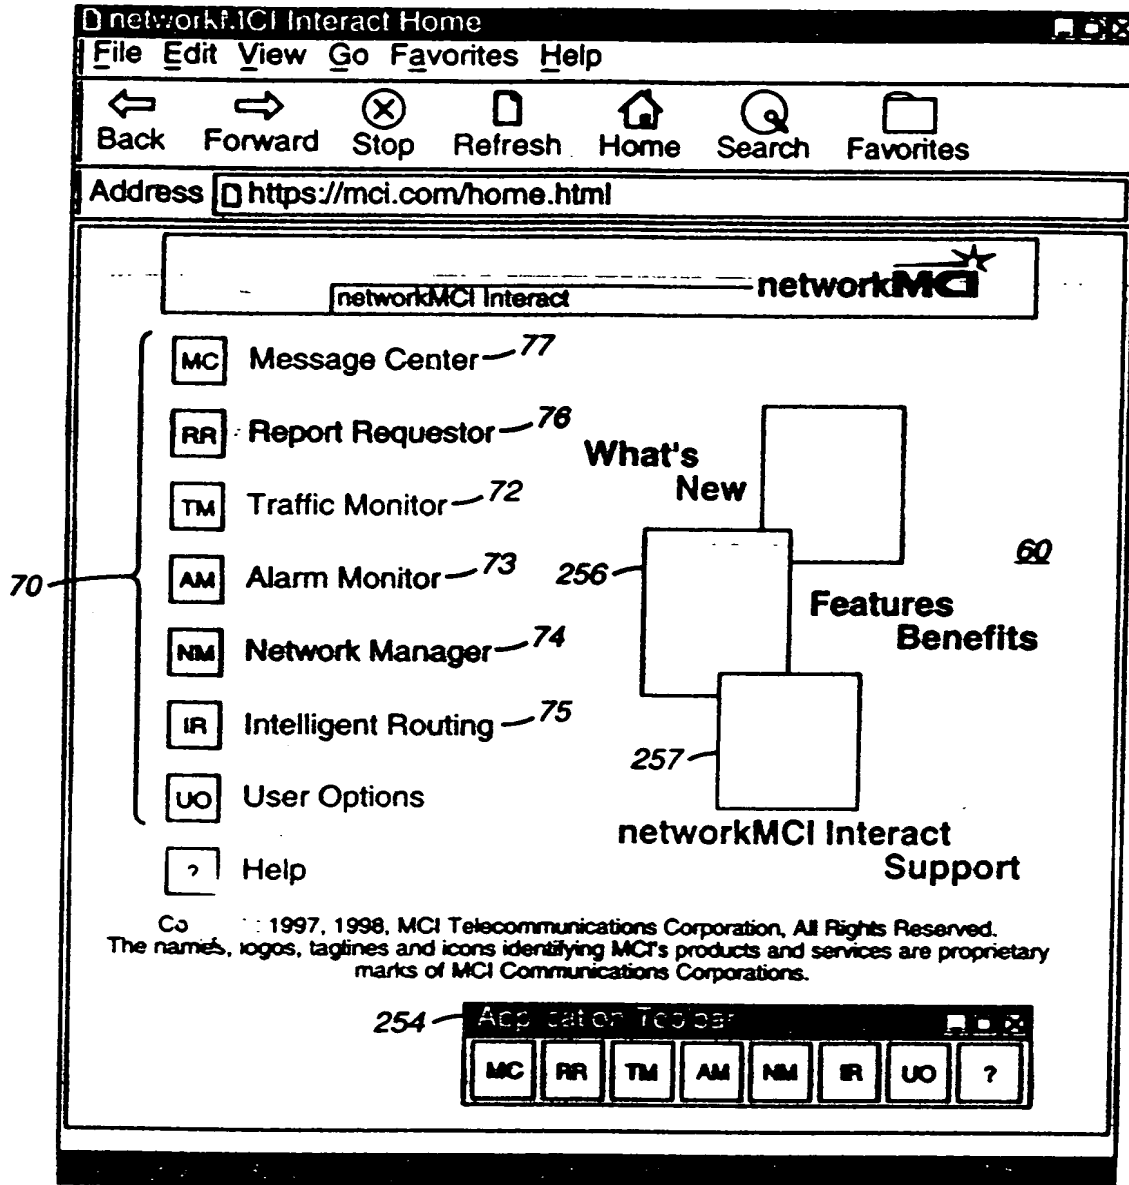 networkMCI Interact Home
File Edit View Go Favorites Help
Back Forward Stop Refresh Home Search Favorites
Address https://mci.com/home.html
networkMCI Interact
networkMCI
MC Message Center 77
RR Report Requestor 76
TM Traffic Monitor 72
AM Alarm Monitor 73
NM Network Manager 74
IR Intelligent Routing 75
UO User Options
? Help
70
What's
New
256
60
Features
Benefits
257
networkMCI Interact
Support
1997, 1998, MCI Telecommunications Corporation, All Rights Reserved.
The names, logos, taglines and icons identifying MCI's products and services are proprietary
marks of MCI Communications Corporations.
254
Application Toolbar
MC RR TM AM NM IR UO ?